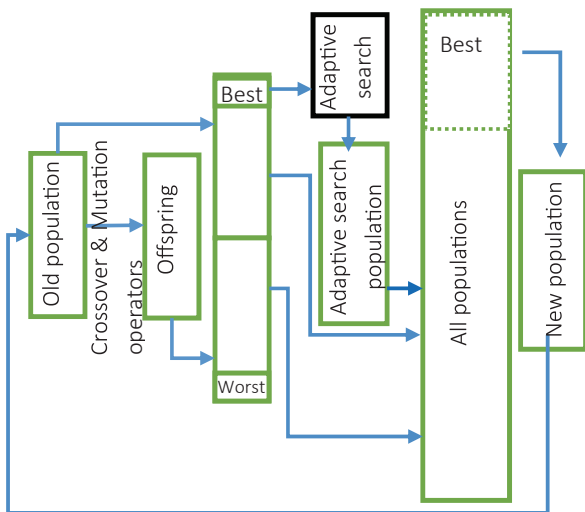 Old population
Crossover & Mutation
operators
Offspring
Best
Worst
Adaptive
search
Adaptive search
population
Best
All populations
New population